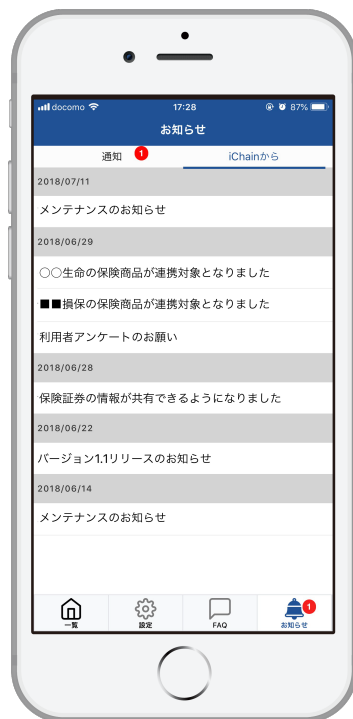 docomo 17:28 87%
お知らせ
通知 1 iChainから
2018/07/11
メンテナンスのお知らせ
2018/06/29
○○生命の保険商品が連携対象となりました
■■損保の保険商品が連携対象となりました
利用者アンケートのお願い
2018/06/28
保険証券の情報が共有できるようになりました
2018/06/22
バージョン1.1リリースのお知らせ
2018/06/14
メンテナンスのお知らせ
1
一覧 設定 FAQ お知らせ